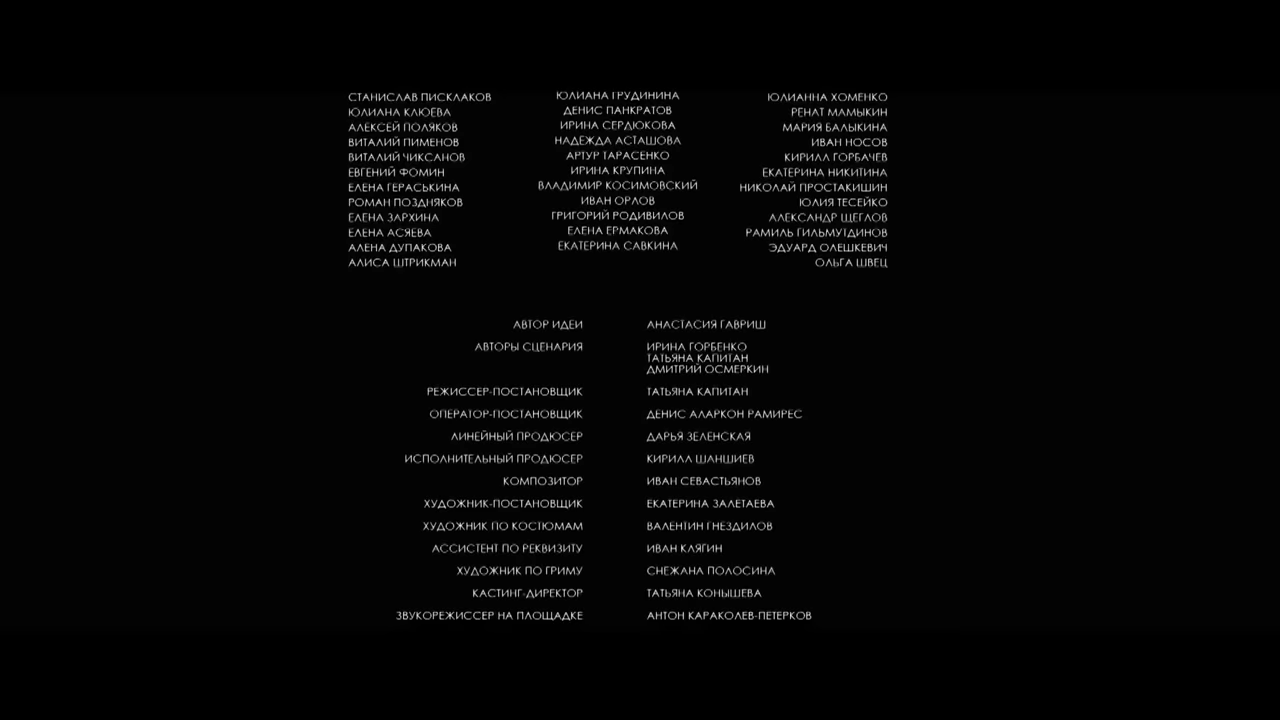 СТАНИСЛАВ ПИСКЛАКОВ ЮЛИАНА ГРУДИНИНА ЮЛИАННА ХОМЕНКО
ЮЛИАНА КЛЮЕВА ДЕНИС ПАНКРАТОВ РЕНАТ МАМЫКИН
АЛЕКСЕЙ ПОЛЯКОВ ИРИНА СЕРДЮКОВА МАРИЯ БАЛЫКИНА
ВИТАЛИЙ ПИМЕНОВ НАДЕЖДА АСТАШОВА ИВАН НОСОВ
ВИТАЛИЙ ЧИКСАНОВ АРТУР ТАРАСЕНКО КИРИЛЛ ГОРБАЧЕВ
ЕВГЕНИЙ ФОМИН ИРИНА КРУПИНА ЕКАТЕРИНА НИКИТИНА
ЕЛЕНА ГЕРАСЬКИНА ВЛАДИМИР КОСИМОВСКИЙ НИКОЛАЙ ПРОСТАКИШИН
РОМАН ПОЗДНЯКОВ ИВАН ОРЛОВ ЮЛИЯ ТЕСЕЙКО
ЕЛЕНА ЗАРХИНА ГРИГОРИЙ РОДИВИЛОВ АЛЕКСАНДР ЩЕГЛОВ
ЕЛЕНА АСЯЕВА ЕЛЕНА ЕРМАКОВА РАМИЛЬ ГИЛЬМУТДИНОВ
АЛЕНА ДУПАКОВА ЕКАТЕРИНА САВКИНА ЭДУАРД ОЛЕШКЕВИЧ
АЛИСА ШТРИКМАН ОЛЬГА ШВЕЦ
АВТОР ИДЕИ АНАСТАСИЯ ГАВРИШ
АВТОРЫ СЦЕНАРИЯ ИРИНА ГОРБЕНКО
ТАТЬЯНА КАПИТАН
ДМИТРИЙ ОСМЕРКИН
РЕЖИССЕР-ПОСТАНОВЩИК ТАТЬЯНА КАПИТАН
ОПЕРАТОР-ПОСТАНОВЩИК ДЕНИС АЛАРКОН РАМИРЕС
ЛИНЕЙНЫЙ ПРОДЮСЕР ДАРЬЯ ЗЕЛЕНСКАЯ
ИСПОЛНИТЕЛЬНЫЙ ПРОДЮСЕР КИРИЛЛ ШАНШИЕВ
КОМПОЗИТОР ИВАН СЕВАСТЬЯНОВ
ХУДОЖНИК-ПОСТАНОВЩИК ЕКАТЕРИНА ЗАЛЕТАЕВА
ХУДОЖНИК ПО КОСТЮМАМ ВАЛЕНТИН ГНЕЗДИЛОВ
АССИСТЕНТ ПО РЕКВИЗИТУ ИВАН КЛЯГИН
ХУДОЖНИК ПО ГРИМУ СНЕЖАНА ПОЛОСИНА
КАСТИНГ-ДИРЕКТОР ТАТЬЯНА КОНЫШЕВА
ЗВУКОРЕЖИССЕР НА ПЛОЩАДКЕ АНТОН КАРАКОЛЕВ-ПЕТЕРКОВ